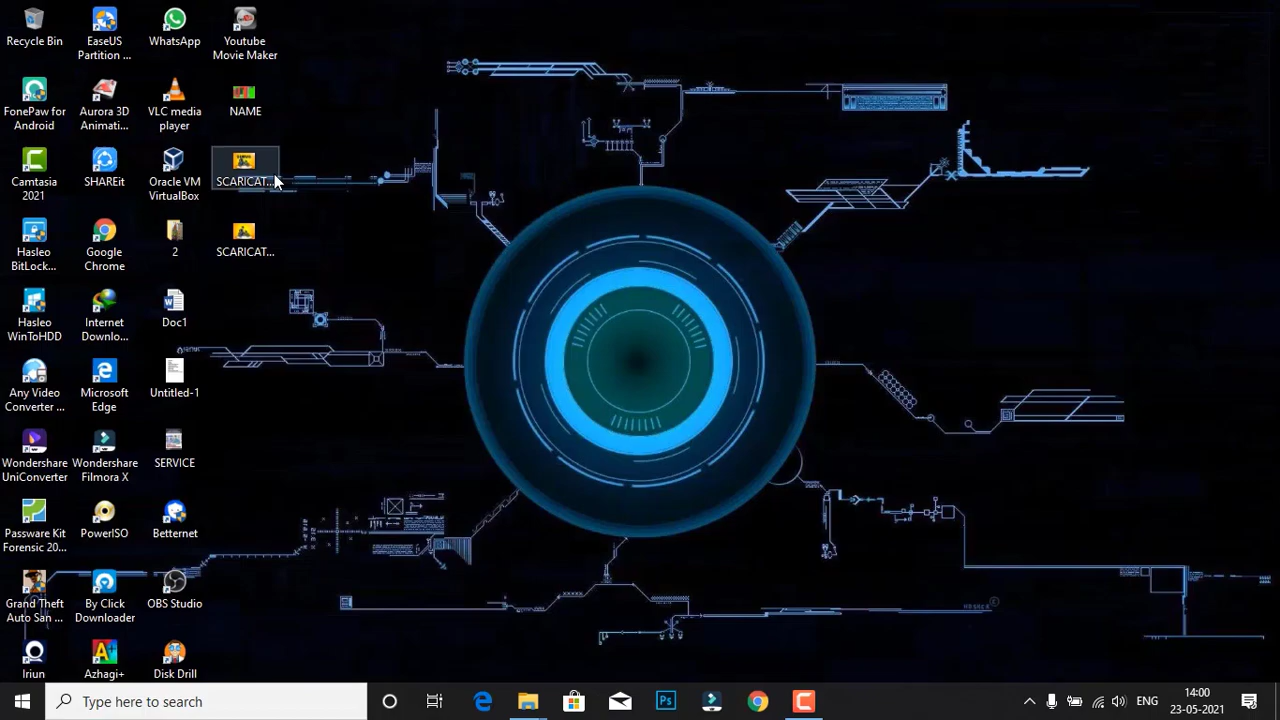 Recycle Bin
EaseUS
Partition ...
WhatsApp
Youtube
Movie Maker
FonePaw for
Android
Aurora 3D
Animati...
VLC media
player
NAME
Camtasia
2021
SHAREit
Oracle VM
VirtualBox
SCARICAT...
Hasleo
BitLock...
Google
Chrome
2
SCARICAT...
Hasleo
WinToHDD
Internet
Downlo...
Doc1
Any Video
Converter ...
Microsoft
Edge
Untitled-1
Wondershare
UniConverter
Wondershare
Filmora X
SERVICE
Passware Kit
Forensic 20...
PowerISO
Betternet
Grand Theft
Auto San ...
By Click
Downloader
OBS Studio
Iriun
Azhagi+
Disk Drill
Type here to search
ENG
14:00
23-05-2021